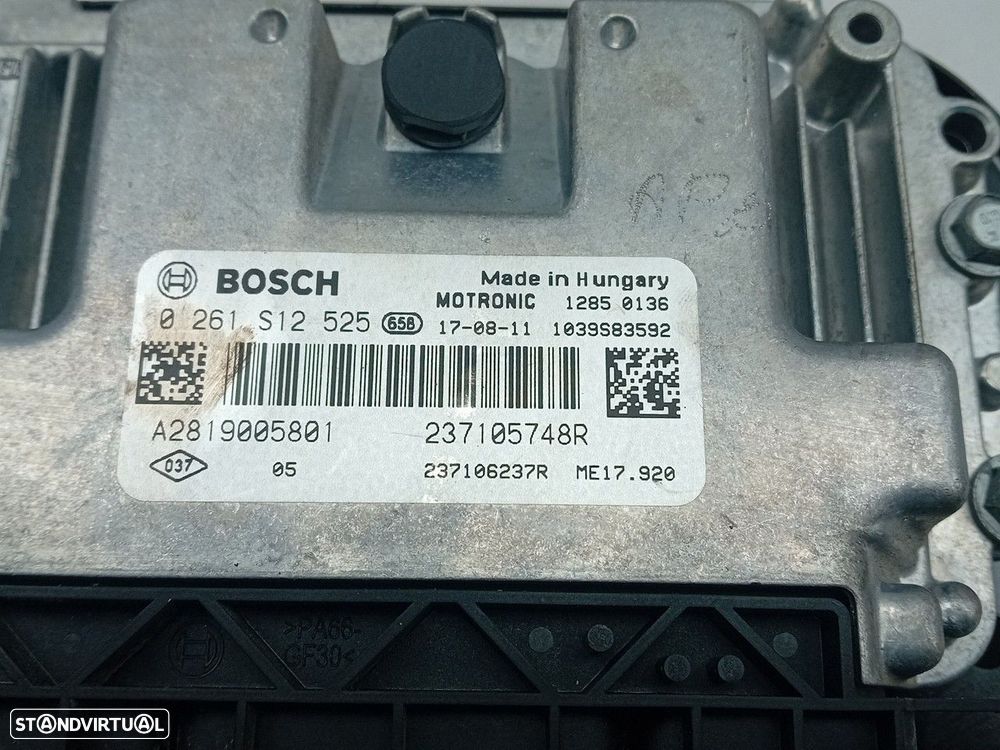 BOSCH
Made in Hungary
MOTRONIC 1285 0136
0 261 S12 525 658 17-08-11 1039S83592
A2819005801 237105748R
037 05 237106237R ME17.920
>PA66-
GF30<
STANDVIRTUAL